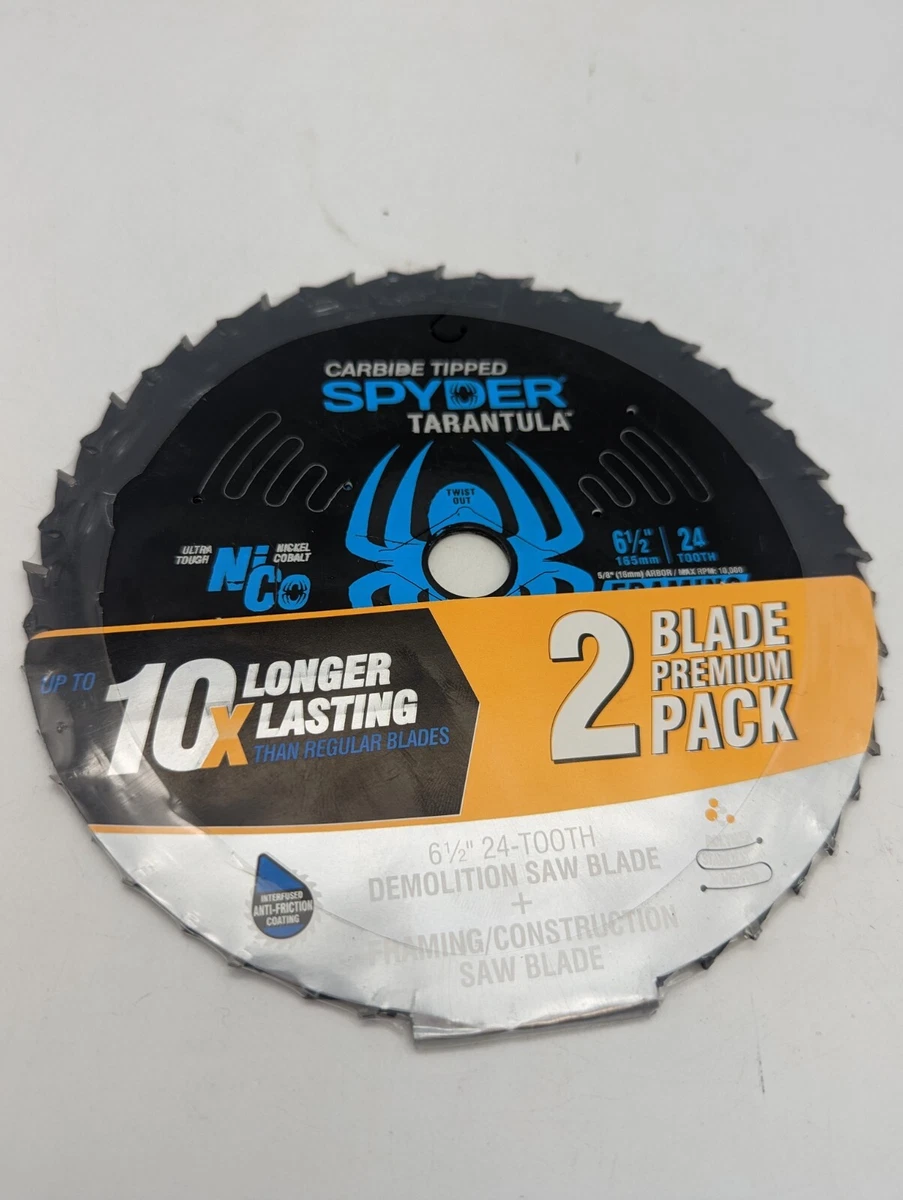 CARBIDE TIPPED
SPYDER
TARANTULA™
TWIST
OUT
ULTRA
TOUGH
NiCo
NICKEL
COBALT
6½" 24
165mm TOOTH
5/8" (16mm) ARBOR / MAX RPM: 10,000
UP TO
10X LONGER
LASTING
THAN REGULAR BLADES
2 BLADE
PREMIUM
PACK
6½" 24-TOOTH
DEMOLITION SAW BLADE
+
FRAMING/CONSTRUCTION
SAW BLADE
INTERFUSED
ANTI-FRICTION
COATING